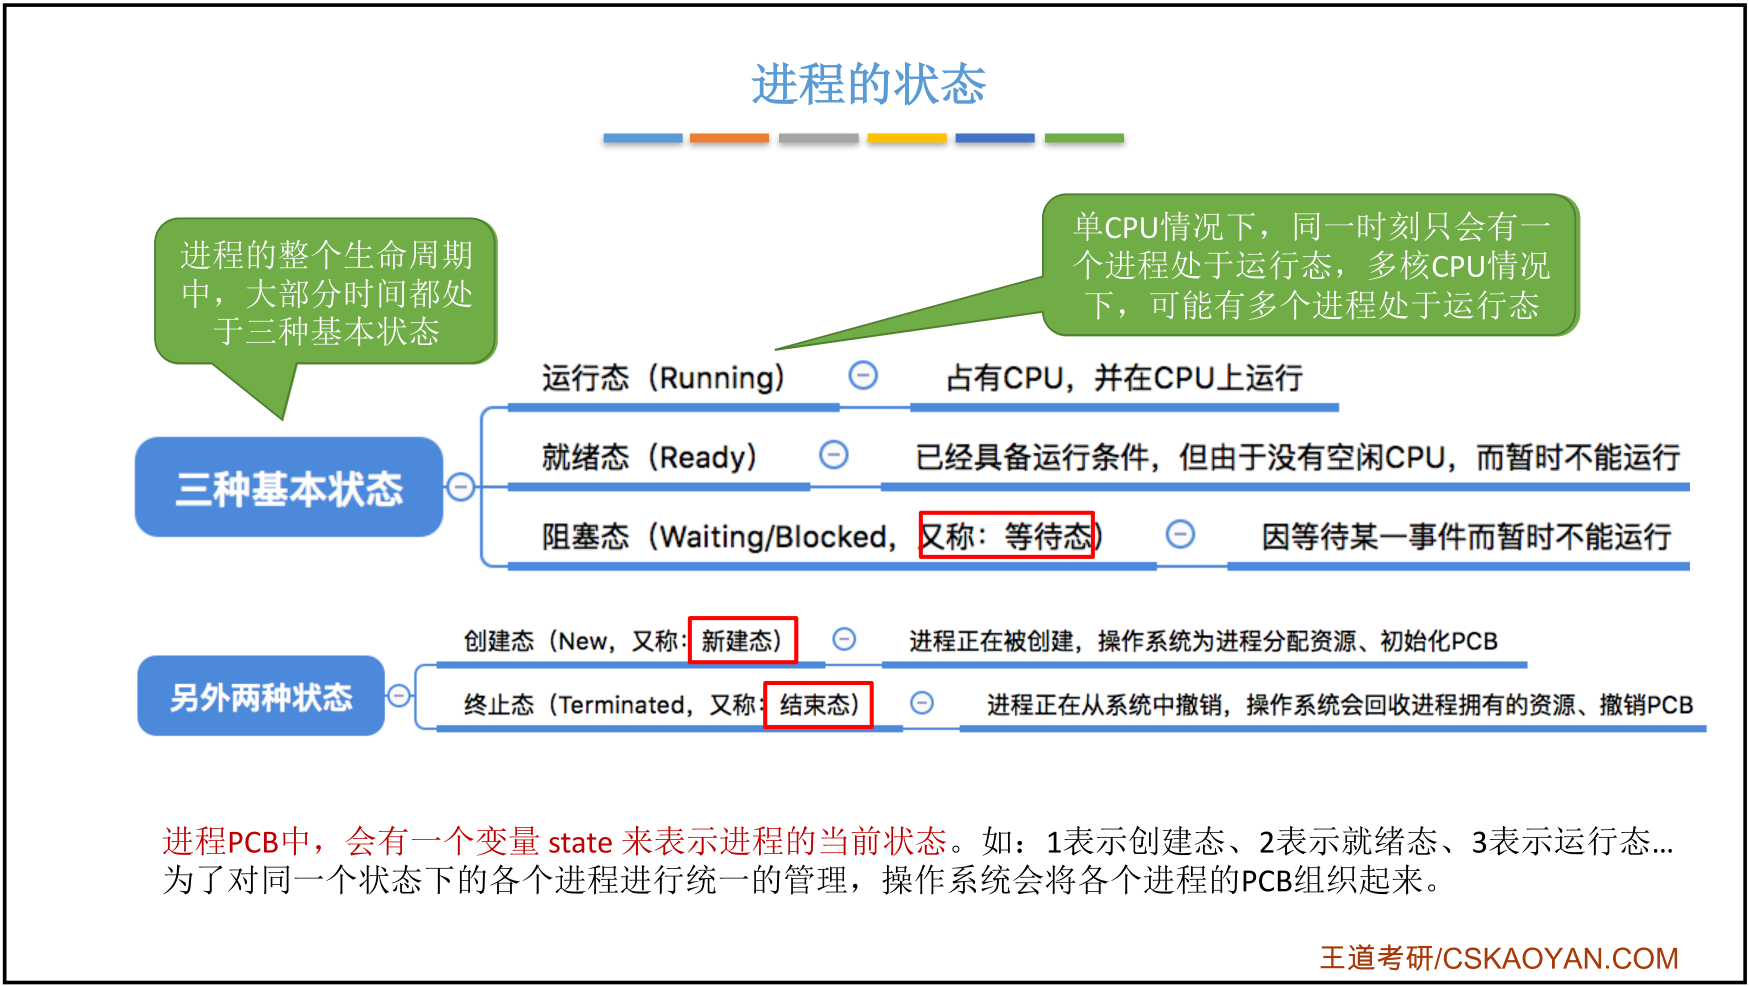 进程的状态
进程的整个生命周期
中，大部分时间都处
于三种基本状态
单CPU情况下，同一时刻只会有一
个进程处于运行态，多核CPU情况
下，可能有多个进程处于运行态
三种基本状态
运行态（Running）
占有CPU，并在CPU上运行
就绪态（Ready）
已经具备运行条件，但由于没有空闲CPU，而暂时不能运行
阻塞态（Waiting/Blocked，又称：等待态）
因等待某一事件而暂时不能运行
另外两种状态
创建态（New，又称：新建态）
进程正在被创建，操作系统为进程分配资源、初始化PCB
终止态（Terminated，又称：结束态）
进程正在从系统中撤销，操作系统会回收进程拥有的资源、撤销PCB
进程PCB中，会有一个变量 state 来表示进程的当前状态。如：1表示创建态、2表示就绪态、3表示运行态…
为了对同一个状态下的各个进程进行统一的管理，操作系统会将各个进程的PCB组织起来。
王道考研/CSKAOYAN.COM